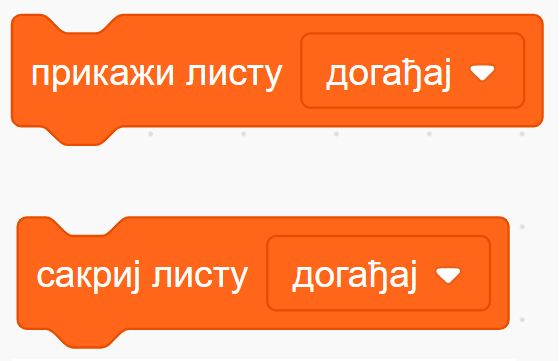 прикажи листу догађај
сакриј листу догађај